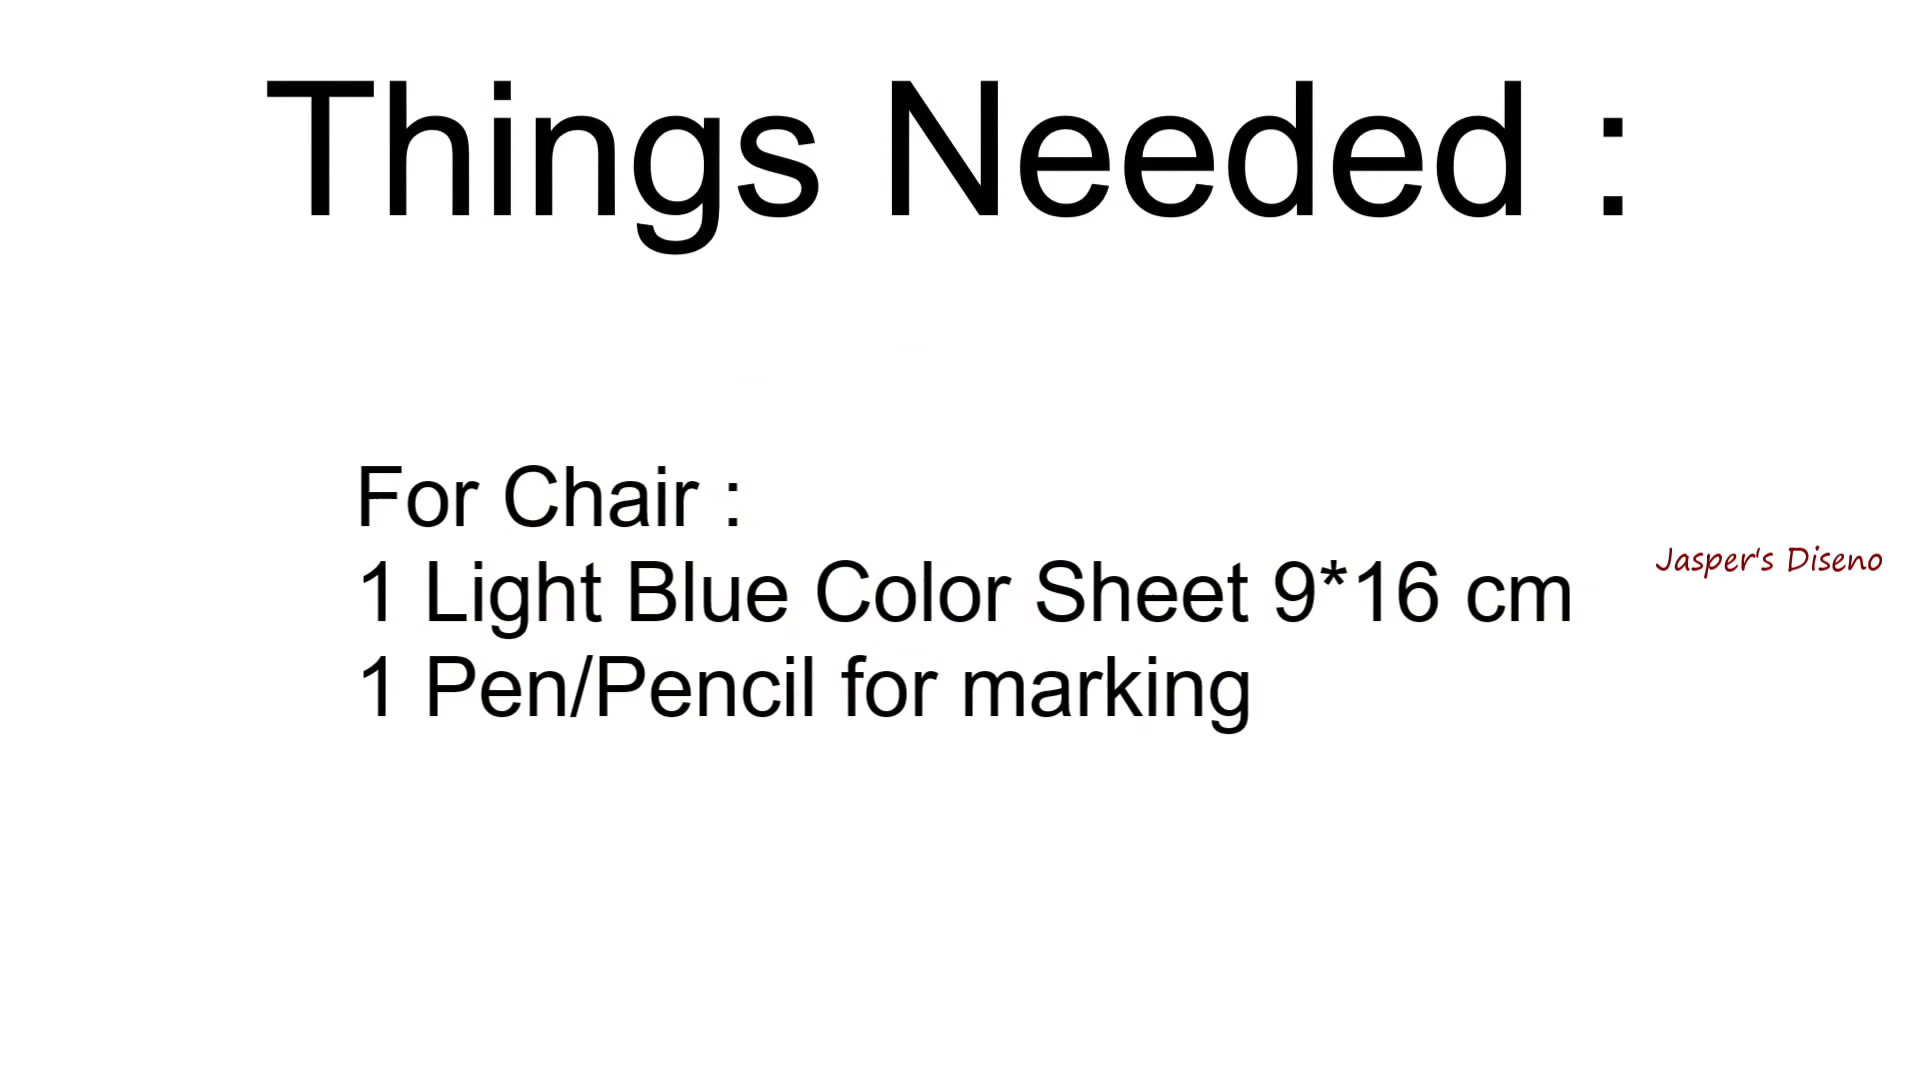 Things Needed :
For Chair :
1 Light Blue Color Sheet 9*16 cm
1 Pen/Pencil for marking
Jasper's Diseno